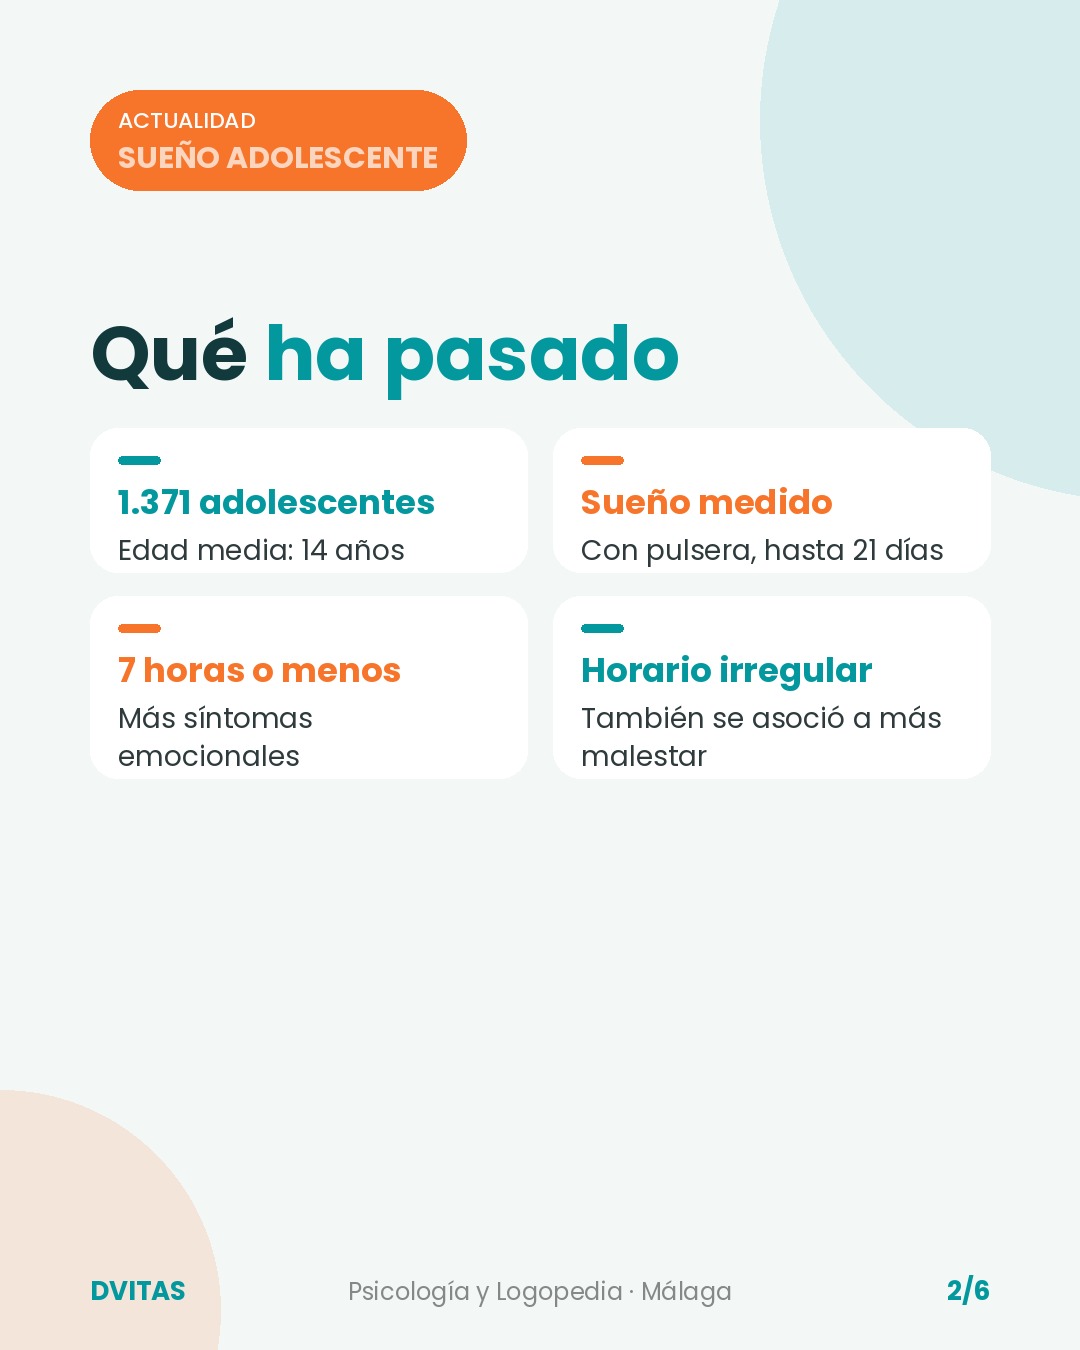 ACTUALIDAD
SUEÑO ADOLESCENTE
Qué ha pasado
1.371 adolescentes
Edad media: 14 años
Sueño medido
Con pulsera, hasta 21 días
7 horas o menos
Más síntomas
emocionales
Horario irregular
También se asoció a más
malestar
DVITAS
Psicología y Logopedia · Málaga
2/6